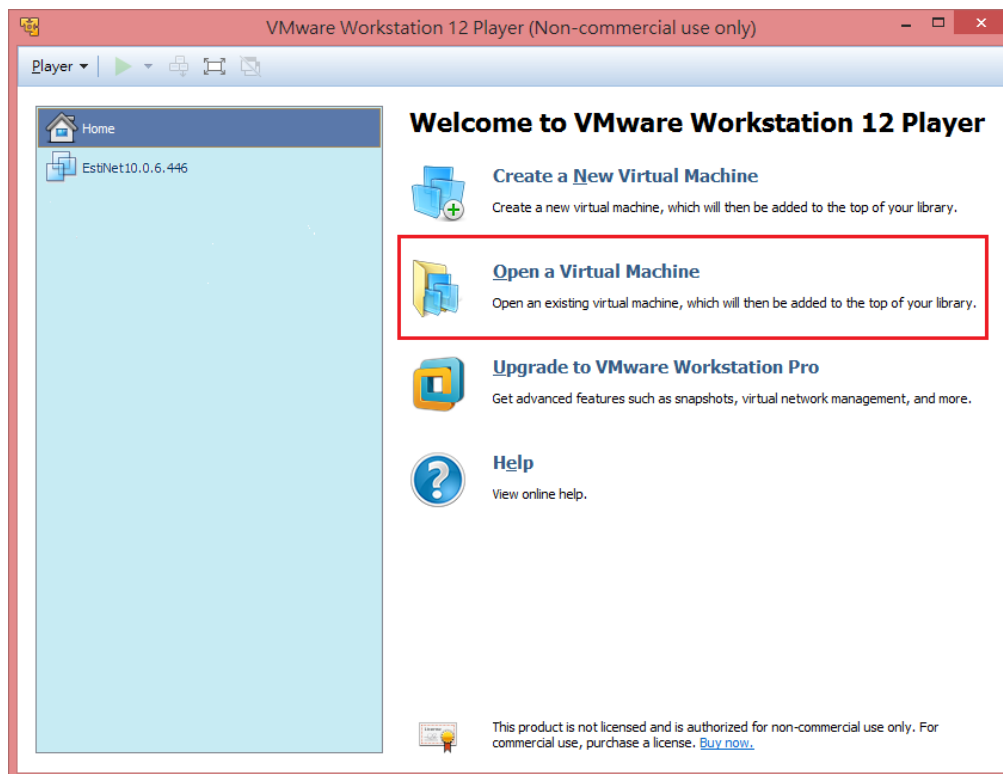 VMware Workstation 12 Player (Non-commercial use only)
Player
Home
EstiNet10.0.6.446
Welcome to VMware Workstation 12 Player
Create a New Virtual Machine
Create a new virtual machine, which will then be added to the top of your library.
Open a Virtual Machine
Open an existing virtual machine, which will then be added to the top of your library.
Upgrade to VMware Workstation Pro
Get advanced features such as snapshots, virtual network management, and more.
Help
View online help.
This product is not licensed and is authorized for non-commercial use only. For
commercial use, purchase a license. Buy now.